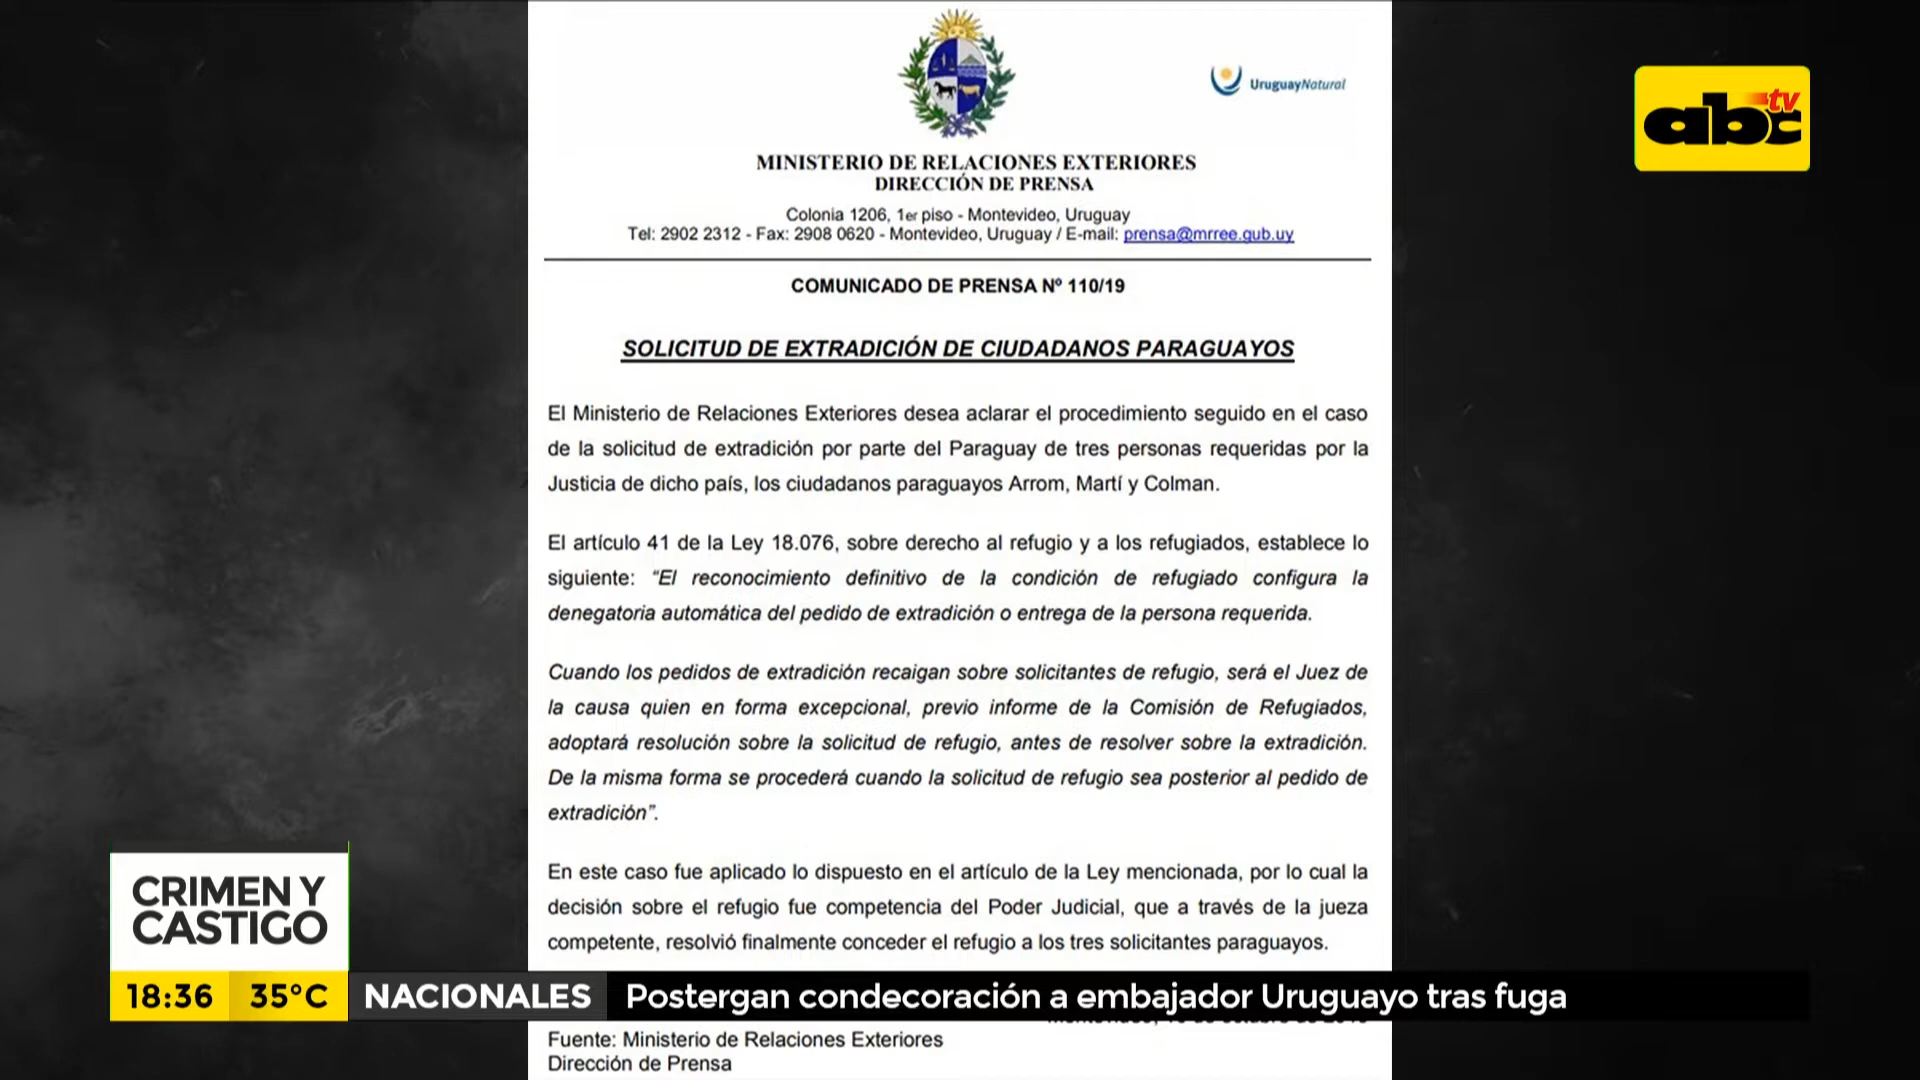 UruguayNatural
abc tv
MINISTERIO DE RELACIONES EXTERIORES
DIRECCIÓN DE PRENSA
Colonia 1206, 1er piso - Montevideo, Uruguay
Tel: 2902 2312 - Fax: 2908 0620 - Montevideo, Uruguay / E-mail: prensa@mrree.gub.uy
COMUNICADO DE PRENSA Nº 110/19
SOLICITUD DE EXTRADICIÓN DE CIUDADANOS PARAGUAYOS
El Ministerio de Relaciones Exteriores desea aclarar el procedimiento seguido en el caso
de la solicitud de extradición por parte del Paraguay de tres personas requeridas por la
Justicia de dicho país, los ciudadanos paraguayos Arrom, Martí y Colman.
El artículo 41 de la Ley 18.076, sobre derecho al refugio y a los refugiados, establece lo
siguiente: “El reconocimiento definitivo de la condición de refugiado configura la
denegatoria automática del pedido de extradición o entrega de la persona requerida.
Cuando los pedidos de extradición recaigan sobre solicitantes de refugio, será el Juez de
la causa quien en forma excepcional, previo informe de la Comisión de Refugiados,
adoptará resolución sobre la solicitud de refugio, antes de resolver sobre la extradición.
De la misma forma se procederá cuando la solicitud de refugio sea posterior al pedido de
extradición”.
En este caso fue aplicado lo dispuesto en el artículo de la Ley mencionada, por lo cual la
decisión sobre el refugio fue competencia del Poder Judicial, que a través de la jueza
competente, resolvió finalmente conceder el refugio a los tres solicitantes paraguayos.
CRIMEN Y
CASTIGO
18:36 35°C NACIONALES Postergan condecoración a embajador Uruguayo tras fuga
Fuente: Ministerio de Relaciones Exteriores
Dirección de Prensa